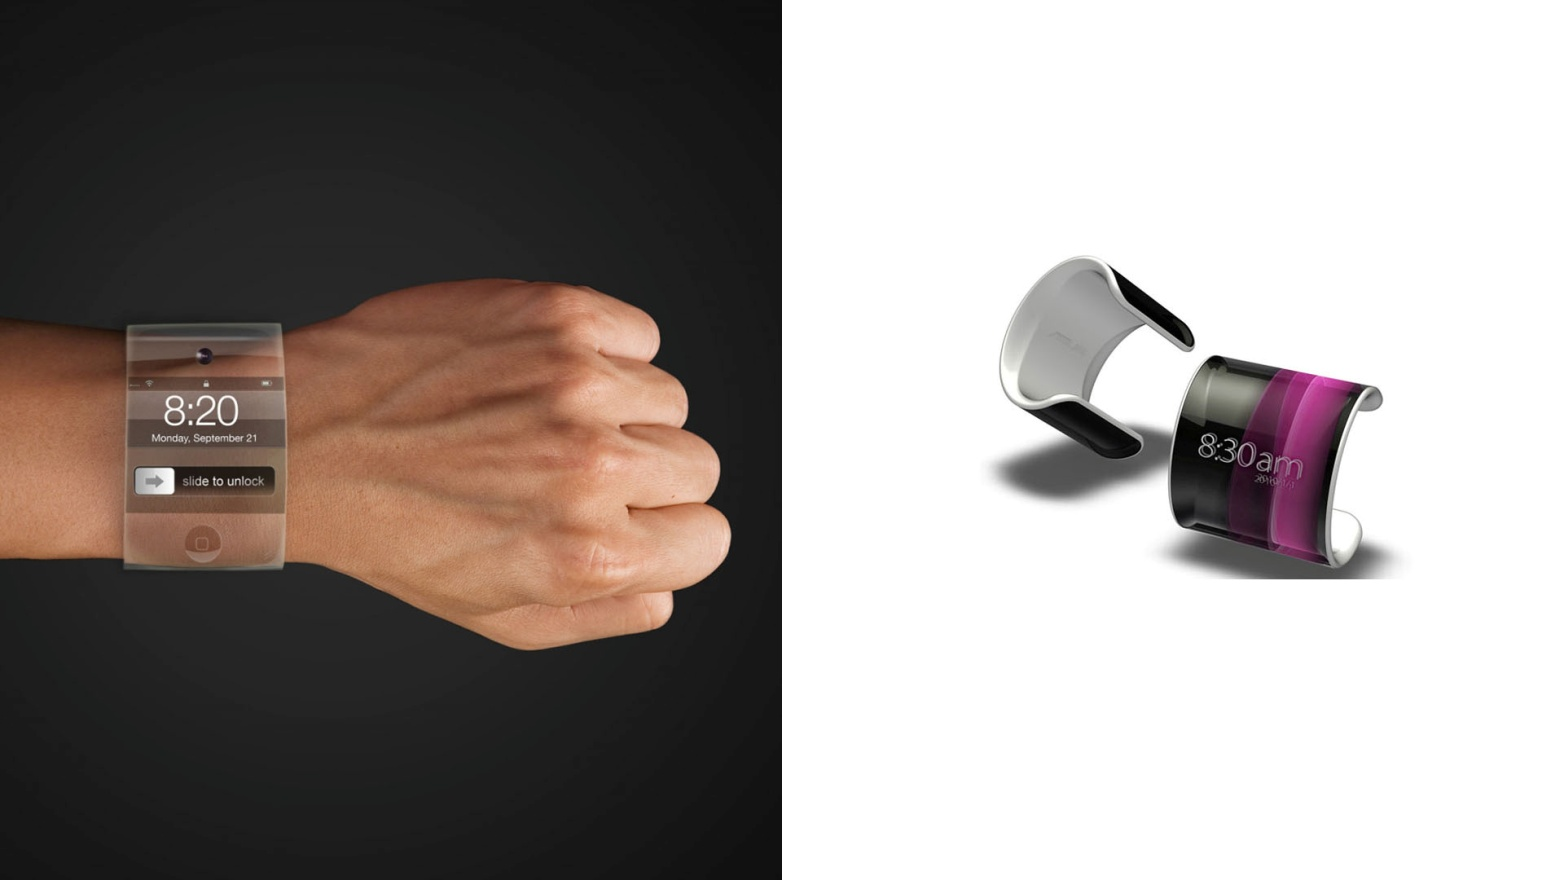 8:20
Monday, September 21
slide to unlock
8:30am